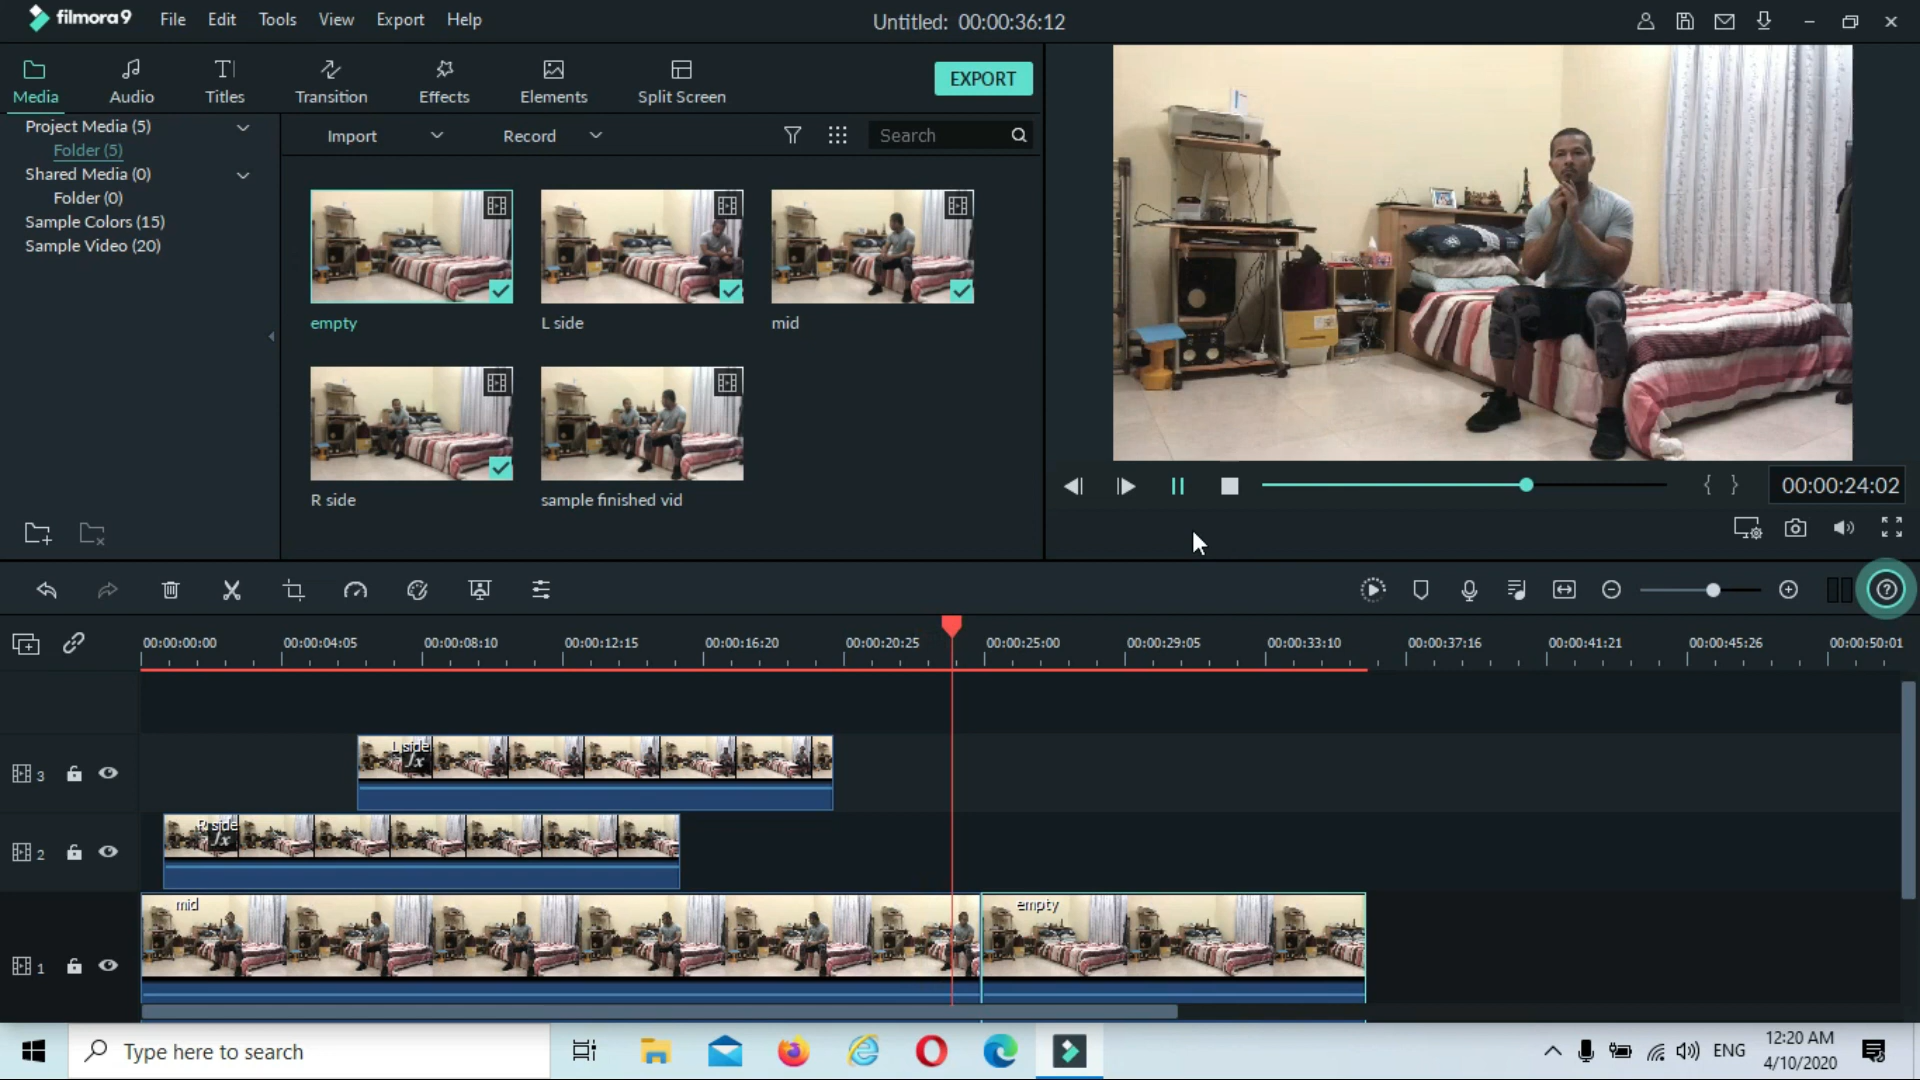 filmora9 File Edit Tools View Export Help Untitled: 00:00:36:12
Media Audio Titles Transition Effects Elements Split Screen EXPORT
Project Media (5)
Folder (5)
Shared Media (0)
Folder (0)
Sample Colors (15)
Sample Video (20)
Import Record Search
empty L side mid
R side sample finished vid
00:00:24:02
00:00:00:00 00:00:04:05 00:00:08:10 00:00:12:15 00:00:16:20 00:00:20:25 00:00:25:00 00:00:29:05 00:00:33:10 00:00:37:16 00:00:41:21 00:00:45:26 00:00:50:01
L side
fx
3
R side
fx
2
mid empty
1
Type here to search ENG 12:20 AM
4/10/2020